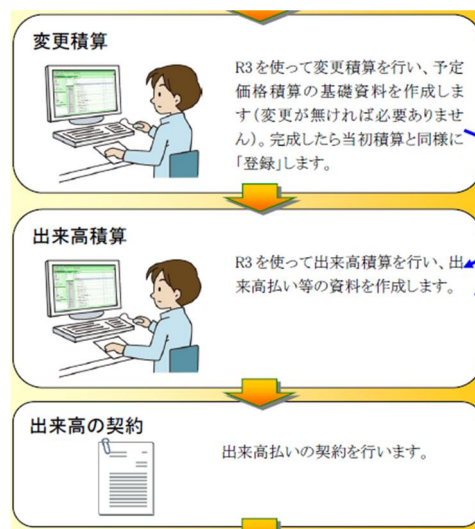 変更積算
R3を使って変更積算を行い、予定
価格積算の基礎資料を作成しま
す(変更が無ければ必要ありませ
ん)。完成したら当初積算と同様に
「登録」します。
出来高積算
R3を使って出来高積算を行い、出
来高払い等の資料を作成します。
出来高の契約
出来高払いの契約を行います。